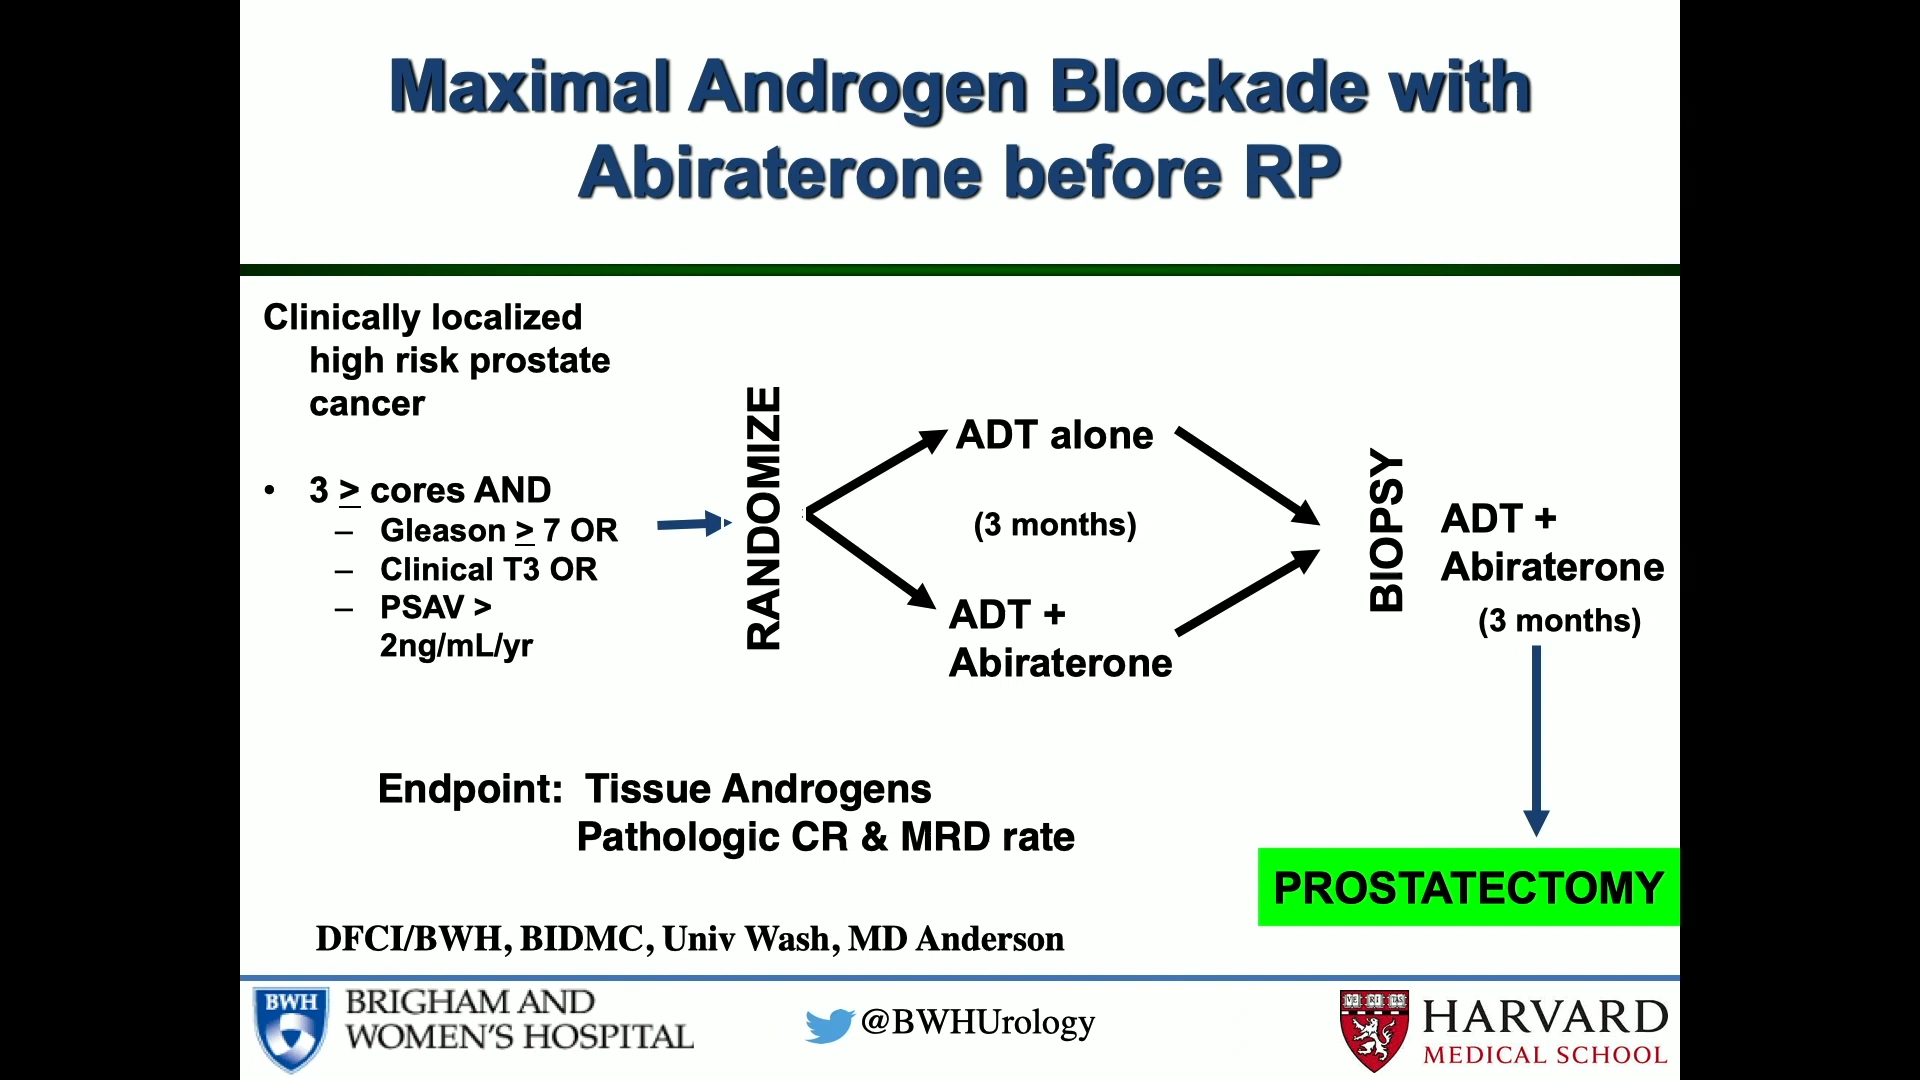 Maximal Androgen Blockade with
Abiraterone before RP
Clinically localized
high risk prostate
cancer
• 3 ≥ cores AND
– Gleason ≥ 7 OR
– Clinical T3 OR
– PSAV >
2ng/mL/yr
RANDOMIZE
ADT alone
(3 months)
ADT +
Abiraterone
BIOPSY
ADT +
Abiraterone
(3 months)
PROSTATECTOMY
Endpoint: Tissue Androgens
Pathologic CR & MRD rate
DFCI/BWH, BIDMC, Univ Wash, MD Anderson
BWH
BRIGHAM AND
WOMEN'S HOSPITAL
@BWHUrology
VE RI TAS
HARVARD
MEDICAL SCHOOL